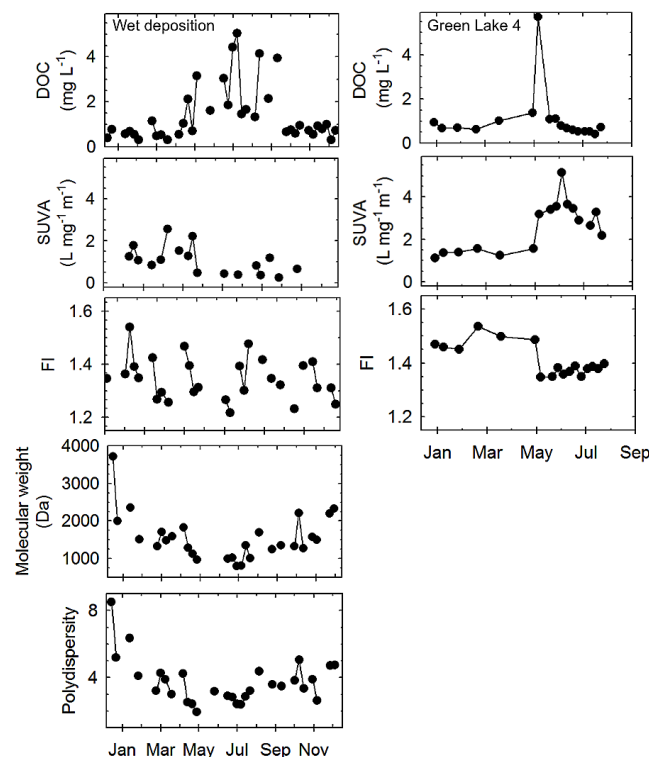 Wet deposition
DOC
(mg L-1)
4
2
0
Green Lake 4
DOC
(mg L-1)
4
2
0
SUVA
(L mg-1 m-1)
4
2
0
SUVA
(L mg-1 m-1)
4
2
0
FI
1.6
1.4
1.2
FI
1.6
1.4
1.2
Jan Mar May Jul Sep
Molecular weight
(Da)
4000
3000
2000
1000
Polydispersity
8
4
Jan Mar May Jul Sep Nov